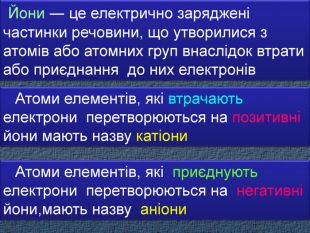 Йони — це електрично заряджені
частинки речовини, що утворилися з
атомів або атомних груп внаслідок втрати
або приєднання до них електронів
Атоми елементів, які втрачають
електрони перетворюються на позитивні
йони мають назву катіони
Атоми елементів, які приєднують
електрони перетворюються на негативні
йони,мають назву аніони